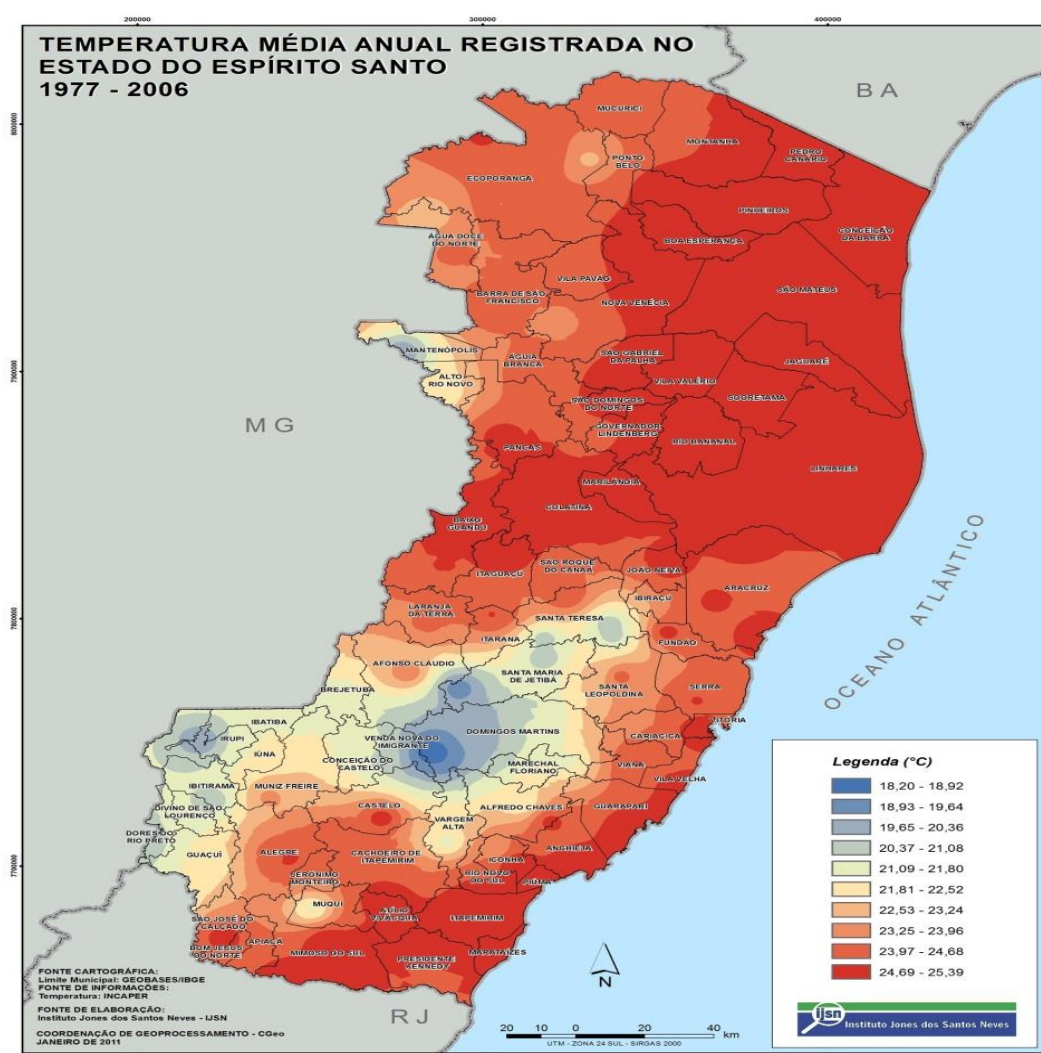 200000
300000
400000
TEMPERATURA MÉDIA ANUAL REGISTRADA NO
ESTADO DO ESPÍRITO SANTO
1977 - 2006
BA
MUCURICI
MONTANHA
PEDRO
CANÁRIO
PONTO
BELO
ECOPORANGA
PINHEIROS
CONCEIÇÃO
DA BARRA
ÁGUA DOCE
DO NORTE
BOA ESPERANÇA
VILA PAVÃO
SÃO MATEUS
BARRA DE SÃO
FRANCISCO
NOVA VENÉCIA
MANTENÓPOLIS
ÁGUIA
BRANCA
SÃO GABRIEL
DA PALHA
JAGUARÉ
ALTO
RIO NOVO
VILA VALÉRIO
SOORETAMA
SÃO DOMINGOS
DO NORTE
MG
GOVERNADOR
LINDENBERG
RIO BANANAL
PANCAS
LINHARES
MARILÂNDIA
COLATINA
BAIXO
GUANDU
OCEANO ATLÂNTICO
SÃO ROQUE
DO CANAÃ
JOÃO NEIVA
ITAGUAÇU
ARACRUZ
IBIRAÇU
LARANJA
DA TERRA
SANTA TERESA
ITARANA
FUNDÃO
AFONSO CLÁUDIO
SANTA MARIA
DE JETIBÁ
BREJETUBA
SANTA
LEOPOLDINA
SERRA
IBATIBA
VITÓRIA
IRUPI
VENDA NOVA DO
IMIGRANTE
DOMINGOS MARTINS
CARIACICA
IÚNA
CONCEIÇÃO DO
CASTELO
MARECHAL
FLORIANO
VIANA
VILA VELHA
IBITIRAMA
MUNIZ FREIRE
DIVINO DE SÃO
LOURENÇO
CASTELO
ALFREDO CHAVES
GUARAPARI
VARGEM
ALTA
DORES DO
RIO PRETO
GUAÇUÍ
ALEGRE
CACHOEIRO DE
ITAPEMIRIM
ANCHIETA
ICONHA
JERÔNIMO
MONTEIRO
RIO NOVO
DO SUL
PIÚMA
MUQUI
ATÍLIO
VIVACQUA
ITAPEMIRIM
SÃO JOSÉ DO
CALÇADO
APIACÁ
BOM JESUS
DO NORTE
MIMOSO DO SUL
PRESIDENTE
KENNEDY
MARATAÍZES
RJ
Legenda (°C)
18,20 - 18,92
18,93 - 19,64
19,65 - 20,36
20,37 - 21,08
21,09 - 21,80
21,81 - 22,52
22,53 - 23,24
23,25 - 23,96
23,97 - 24,68
24,69 - 25,39
FONTE CARTOGRÁFICA:
Limite Municipal: GEOBASES/IBGE
FONTE DE INFORMAÇÕES:
Temperatura: INCAPER
FONTE DE ELABORAÇÃO:
Instituto Jones dos Santos Neves - IJSN
COORDENAÇÃO DE GEOPROCESSAMENTO - CGeo
JANEIRO DE 2011
N
20 10 0 20 40
km
UTM - ZONA 24 SUL - SIRGAS 2000
ijsn Instituto Jones dos Santos Neves